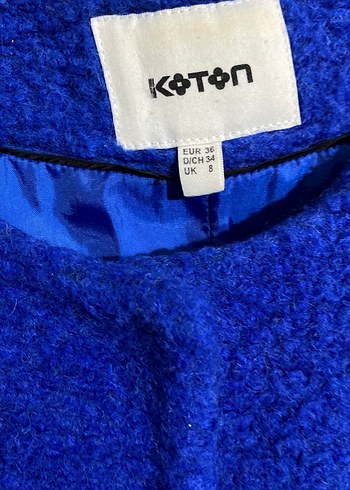 KOTON
EUR 36
D/CH 34
UK 8